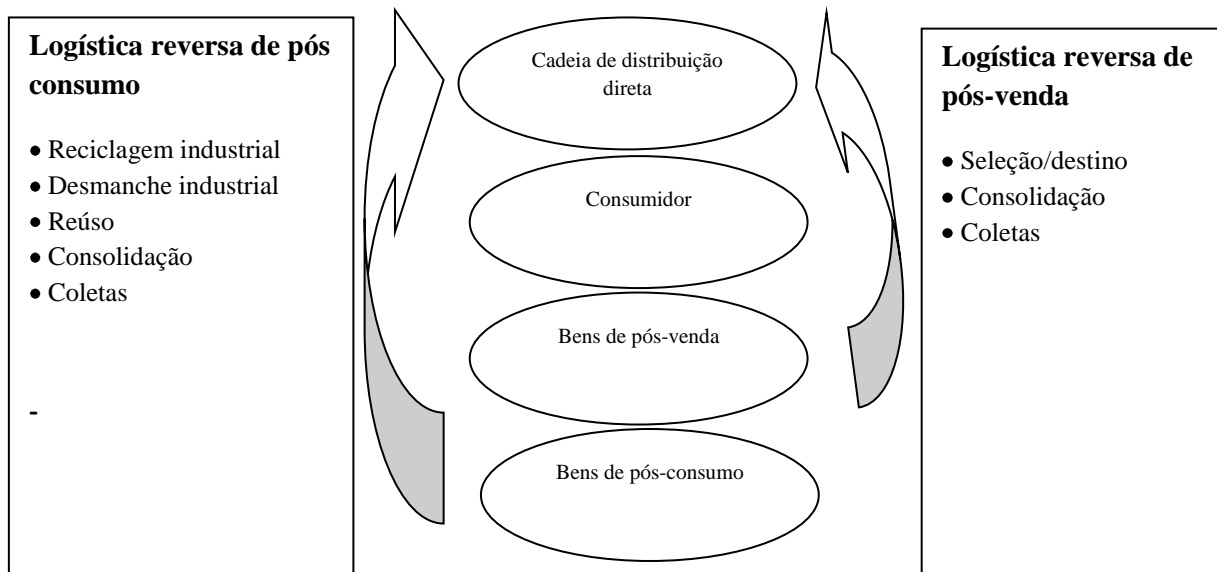 Logística reversa de pós
consumo
• Reciclagem industrial
• Desmanche industrial
• Reúso
• Consolidação
• Coletas
-
Cadeia de distribuição
direta
Consumidor
Bens de pós-venda
Bens de pós-consumo
Logística reversa de
pós-venda
• Seleção/destino
• Consolidação
• Coletas